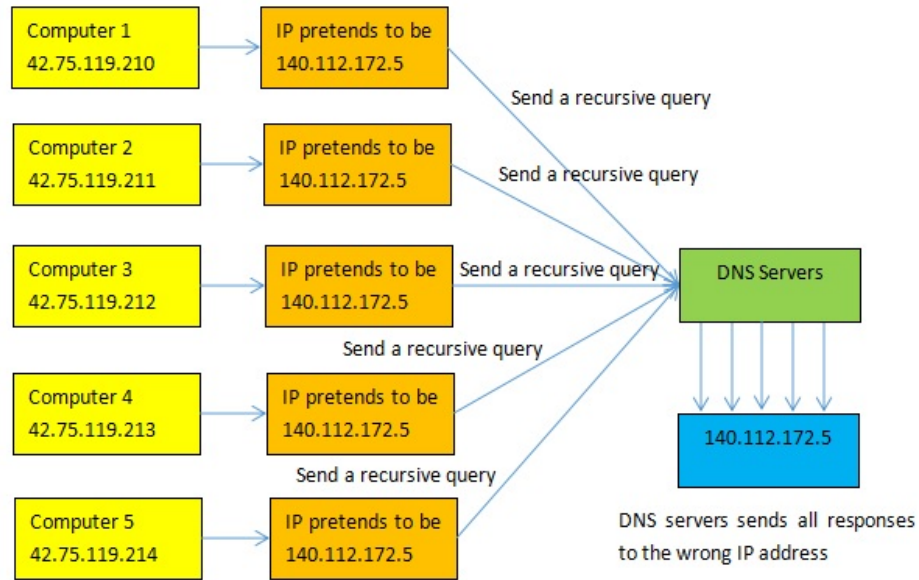 Computer 1
42.75.119.210
IP pretends to be
140.112.172.5
Send a recursive query
Computer 2
42.75.119.211
IP pretends to be
140.112.172.5
Send a recursive query
Computer 3
42.75.119.212
IP pretends to be
140.112.172.5
Send a recursive query
DNS Servers
Computer 4
42.75.119.213
IP pretends to be
140.112.172.5
Send a recursive query
140.112.172.5
Computer 5
42.75.119.214
IP pretends to be
140.112.172.5
Send a recursive query
DNS servers sends all responses
to the wrong IP address